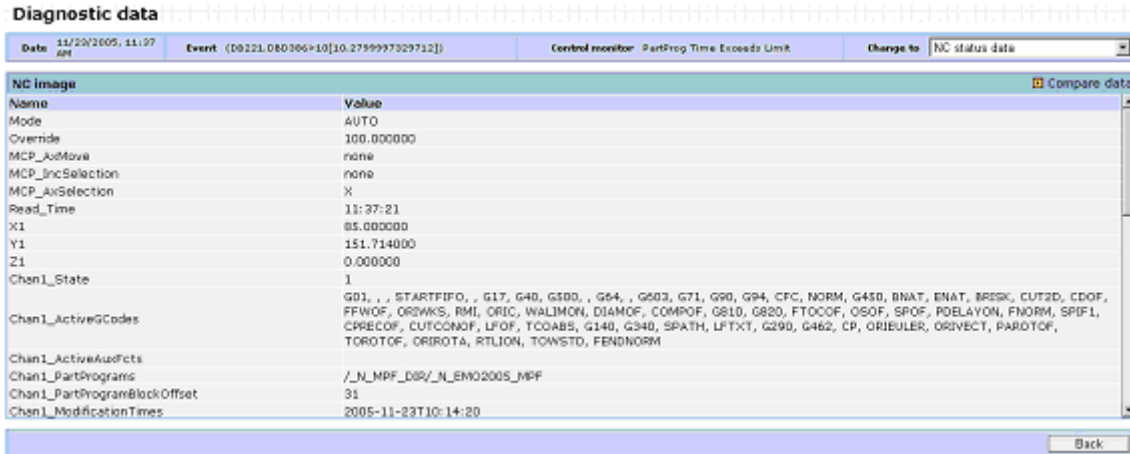 Diagnostic data
Date 11/23/2005, 11:37 AM Event (DB221.DBD386>10[10.2799997329712]) Control monitor PartProg Time Exceeds Limit Change to NC status data
NC image Compare data
Name Value
Mode AUTO
Override 100.000000
MCP_AxMove none
MCP_IncSelection none
MCP_AxSelection X
Read_Time 11:37:21
X1 85.000000
Y1 151.714000
Z1 0.000000
Chan1_State 1
Chan1_ActiveGCodes G01, , , STARTFIFO, , G17, G40, G500, , G64, , G603, G71, G90, G94, CFC, NORM, G450, BNAT, ENAT, BRISK, CUT2D, CDOF,
FFWOF, ORIWKS, RMI, ORIC, WALIMON, DIAMOF, COMPOF, G810, G820, FTOCOF, OSOF, SPOF, PDELAYON, FNORM, SPIF1,
CPRECOF, CUTCONOF, LFOF, TCOABS, G140, G340, SPATH, LFTXT, G290, G462, CP, ORIEULER, ORIVECT, PAROTOF,
TOROTOF, ORIROTA, RTLION, TOWSTD, FENDNORM
Chan1_ActiveAuxFcts
Chan1_PartPrograms /_N_MPF_DIR/_N_EMO2005_MPF
Chan1_PartProgramBlockOffset 31
Chan1_ModificationTimes 2005-11-23T10:14:20
Back